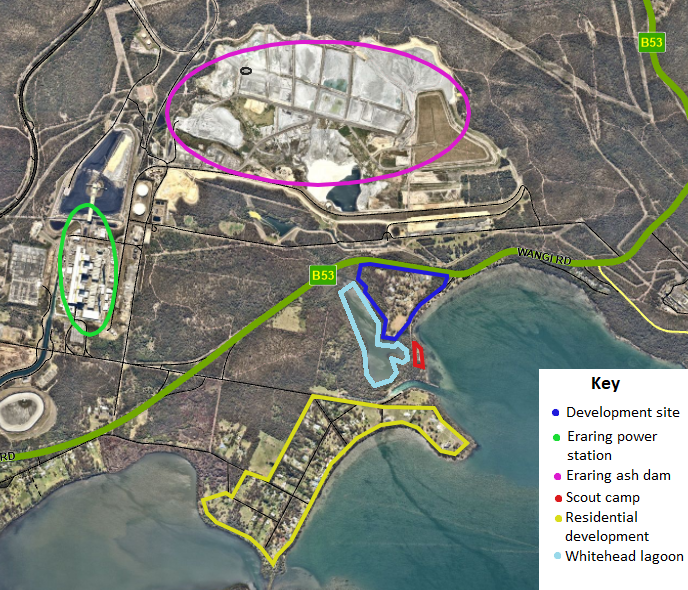 B53
WANGI RD
B53
RD
Key
Development site
Eraring power
station
Eraring ash dam
Scout camp
Residential
development
Whitehead lagoon